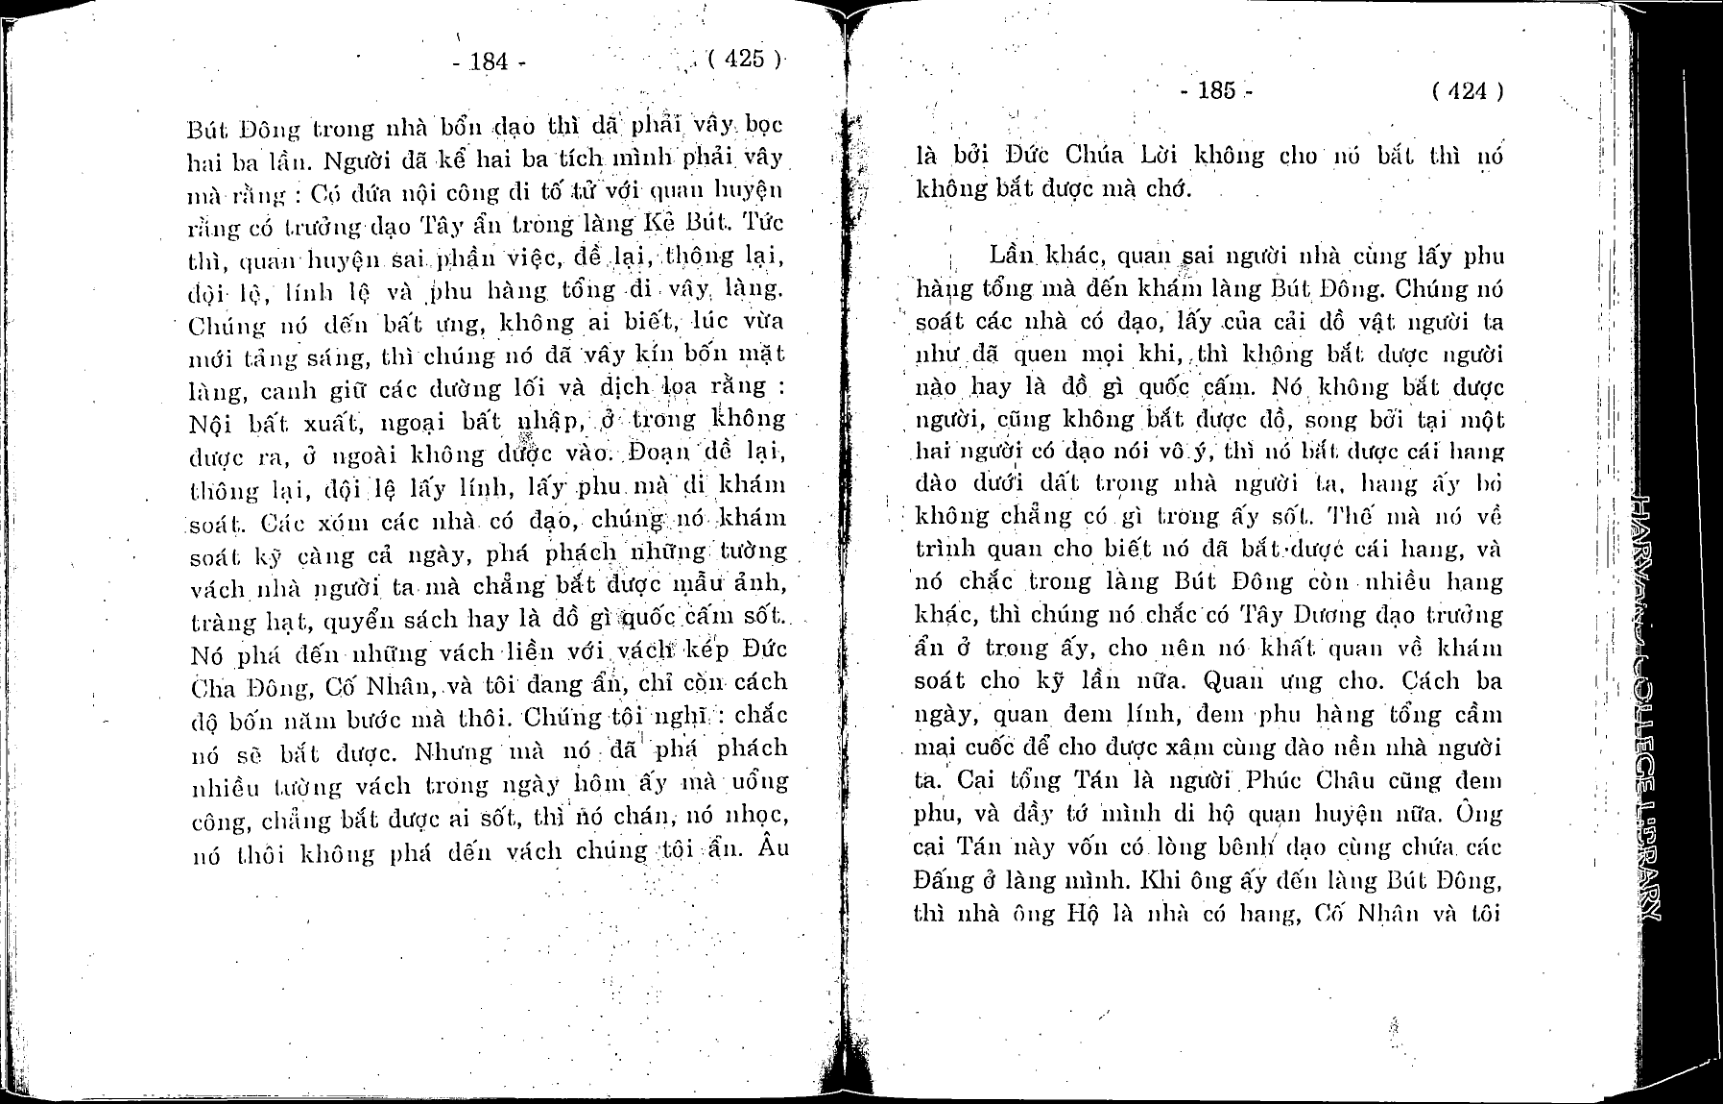 - 184 -
( 425 )
Bút Đông trong nhà bổn đạo thì đã phải vây bọc
hai ba lần. Người đã kể hai ba tích mình phải vây
mà rằng : Có đứa nội công đi tố tử với quan huyện
rằng có trưởng đạo Tây ẩn trong làng Kẻ Bút. Tức
thì, quan huyện sai phần việc, đề lại, thông lại,
đội lệ, lính lệ và phu hàng tổng đi vây làng.
Chúng nó đến bất ưng, không ai biết, lúc vừa
mới tảng sáng, thì chúng nó đã vây kín bốn mặt
làng, canh giữ các đường lối và dịch loa rằng :
Nội bất xuất, ngoại bất nhập, ở trong không
được ra, ở ngoài không được vào. Đoạn đề lại,
thông lại, đội lệ lấy lính, lấy phu mà đi khám
soát. Các xóm các nhà có đạo, chúng nó khám
soát kỹ càng cả ngày, phá phách những tường
vách nhà người ta mà chẳng bắt được mẫu ảnh,
tràng hạt, quyển sách hay là đồ gì quốc cấm sốt.
Nó phá đến những vách liền với vách kép Đức
Cha Đông, Cố Nhân, và tôi đang ẩn, chỉ còn cách
độ bốn năm bước mà thôi. Chúng tôi nghĩ : chắc
nó sẽ bắt được. Nhưng mà nó đã phá phách
nhiều tường vách trong ngày hôm ấy mà uổng
công, chẳng bắt được ai sốt, thì nó chán, nó nhọc,
nó thôi không phá đến vách chúng tôi ẩn. Âu
- 185 -
( 424 )
là bởi Đức Chúa Lời không cho nó bắt thì nó
không bắt được mà chớ.
Lần khác, quan sai người nhà cùng lấy phu
hàng tổng mà đến khám làng Bút Đông. Chúng nó
soát các nhà có đạo, lấy của cải đồ vật người ta
như đã quen mọi khi, thì không bắt được người
nào hay là đồ gì quốc cấm. Nó không bắt được
người, cũng không bắt được đồ, song bởi tại một
hai người có đạo nói vô ý, thì nó bắt được cái hang
đào dưới đất trong nhà người ta, hang ấy bỏ
không chẳng có gì trong ấy sốt. Thế mà nó về
trình quan cho biết nó đã bắt được cái hang, và
nó chắc trong làng Bút Đông còn nhiều hang
khác, thì chúng nó chắc có Tây Dương đạo trưởng
ẩn ở trong ấy, cho nên nó khất quan về khám
soát cho kỹ lần nữa. Quan ưng cho. Cách ba
ngày, quan đem lính, đem phu hàng tổng cầm
mai cuốc để cho được xâm cùng đào nền nhà người
ta. Cai tổng Tán là người Phúc Châu cũng đem
phu, và đầy tớ mình đi hộ quan huyện nữa. Ông
cai Tán này vốn có lòng bênh đạo cùng chứa các
Đấng ở làng mình. Khi ông ấy đến làng Bút Đông,
thì nhà ông Hộ là nhà có hang, Cố Nhân và tôi
HARVARD COLLEGE LIBRARY